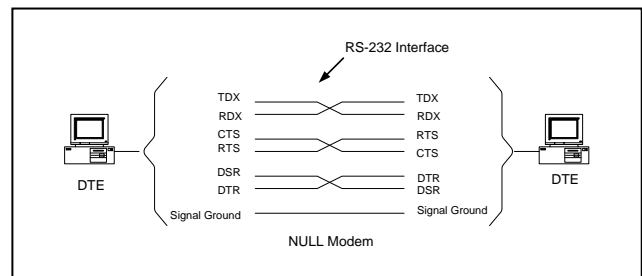 RS-232 Interface
TDX TDX
RDX RDX
CTS RTS
RTS CTS
DSR DTR
DTR DSR
DTE DTE
Signal Ground Signal Ground
NULL Modem